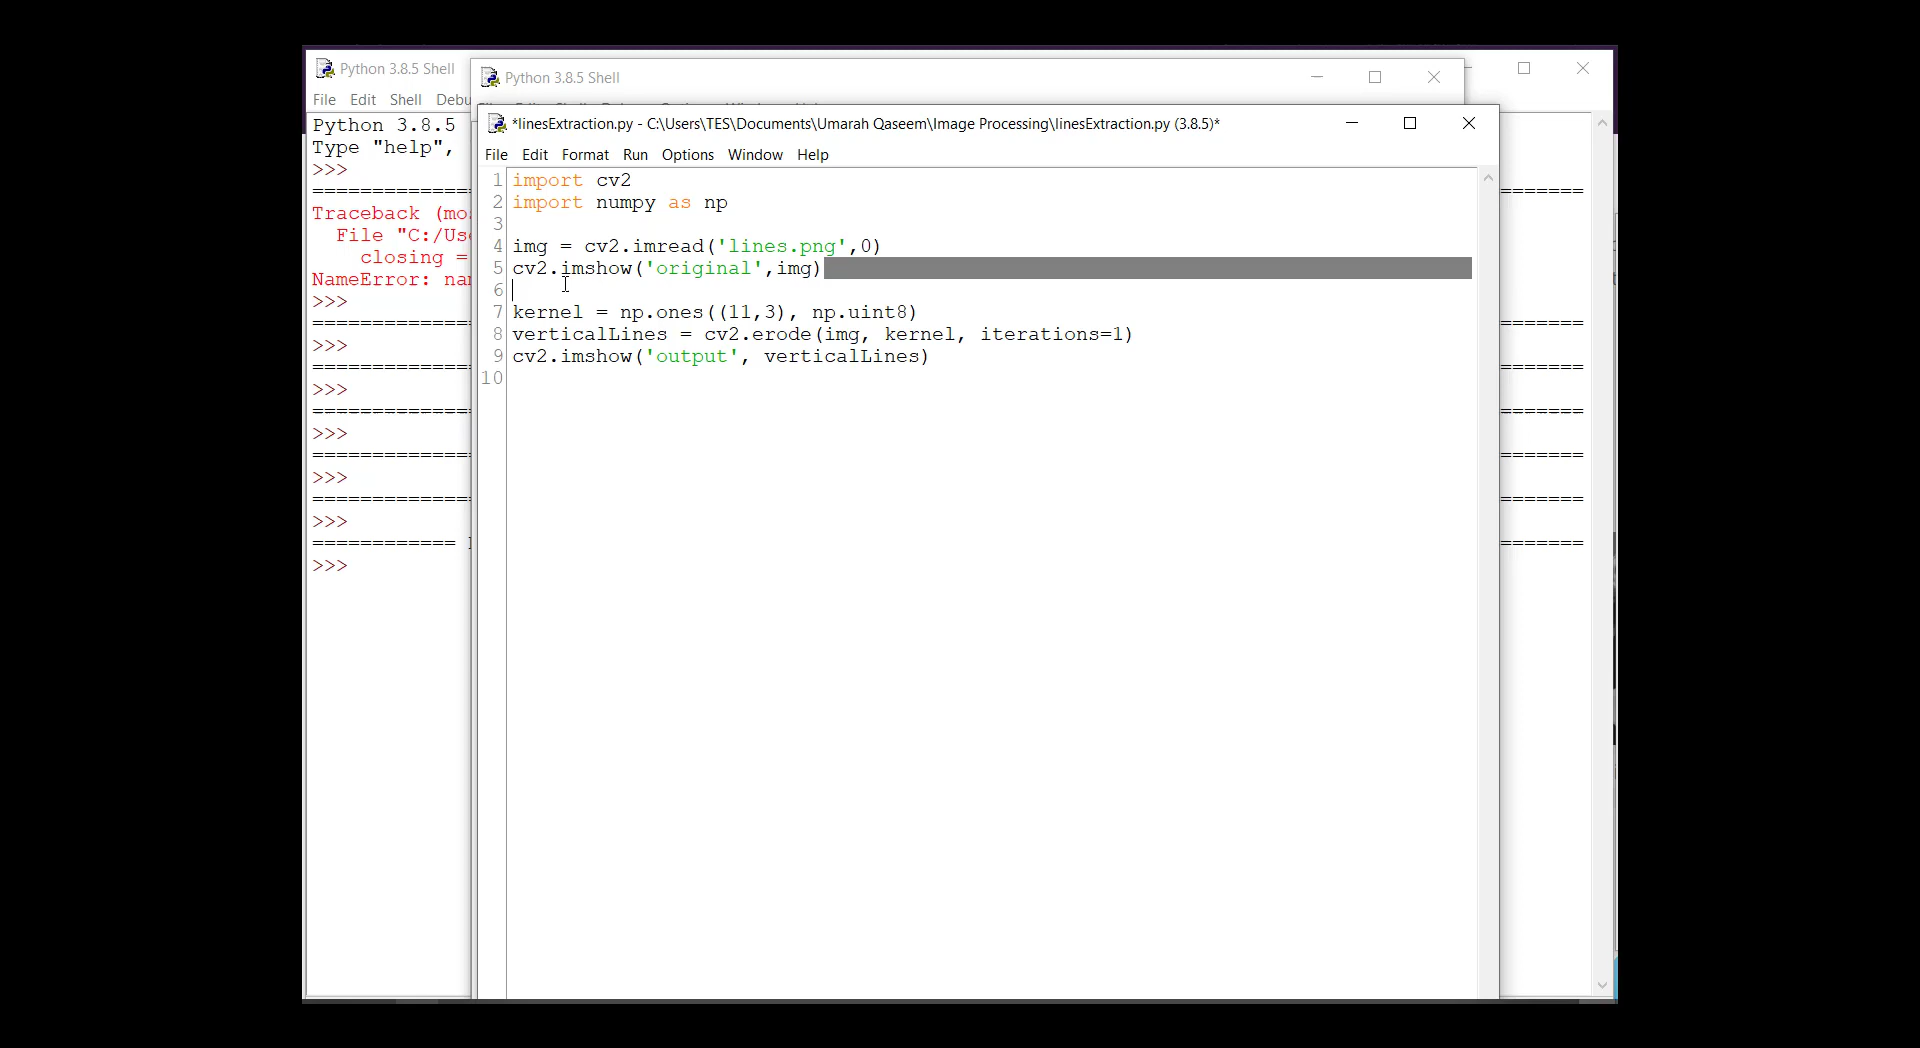 Python 3.8.5 Shell
File Edit Shell Debu
Python 3.8.5
Type "help",
>>>
================
Traceback (mo
File "C:/Use
closing =
NameError: nam
>>>
================
>>>
================
>>>
================
>>>
================
>>>
================
>>>
============
>>>
Python 3.8.5 Shell
*linesExtraction.py - C:\Users\TES\Documents\Umarah Qaseem\Image Processing\linesExtraction.py (3.8.5)*
File Edit Format Run Options Window Help
1 import cv2
2 import numpy as np
3
4 img = cv2.imread('lines.png',0)
5 cv2.imshow('original',img)
6
7 kernel = np.ones((11,3), np.uint8)
8 verticalLines = cv2.erode(img, kernel, iterations=1)
9 cv2.imshow('output', verticalLines)
10